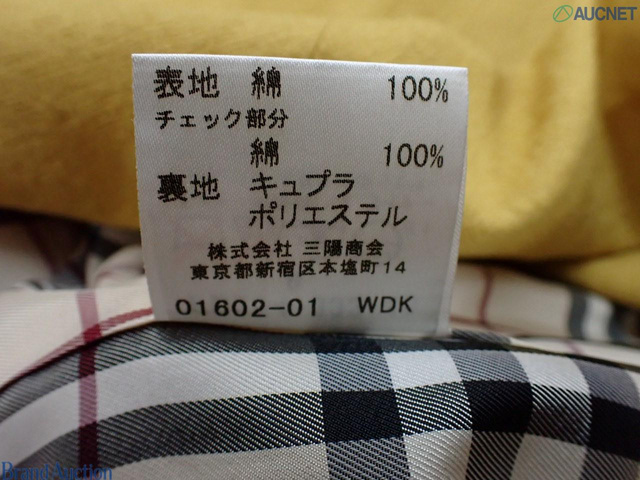 AUCNET
表地 綿 100%
チェック部分
綿 100%
裏地 キュプラ
ポリエステル
株式会社 三陽商会
東京都新宿区本塩町14
01602-01 WDK
Brand Auction